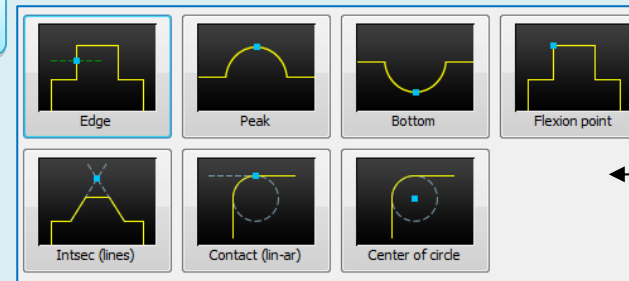 Edge
Peak
Bottom
Flexion point
Intsec (lines)
Contact (lin-ar)
Center of circle